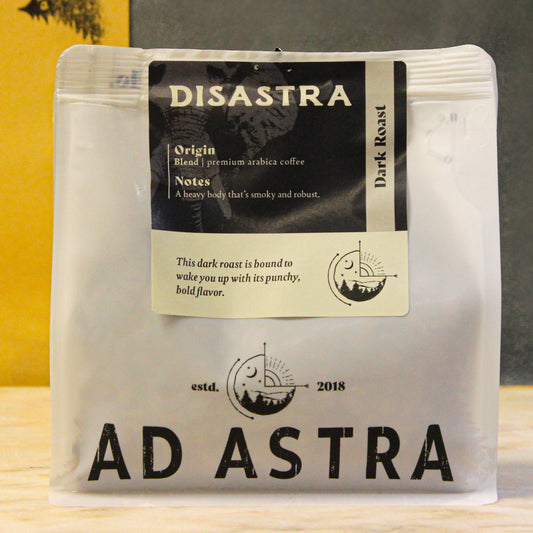 DISASTRA
Origin
Blend | premium arabica coffee
Notes
A heavy body that's smoky and robust.
Dark Roast
This dark roast is bound to
wake you up with its punchy,
bold flavor.
estd. 2018
AD ASTRA